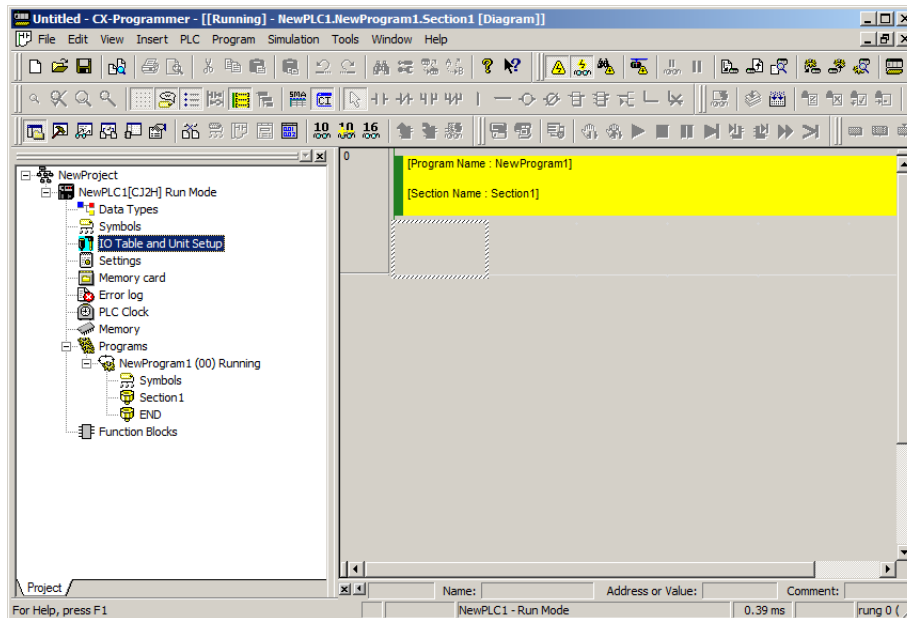 Untitled - CX-Programmer - [[Running] - NewPLC1.NewProgram1.Section1 [Diagram]]
File Edit View Insert PLC Program Simulation Tools Window Help
10 10 16
NewProject
NewPLC1[CJ2H] Run Mode
Data Types
Symbols
IO Table and Unit Setup
Settings
Memory card
Error log
PLC Clock
Memory
Programs
NewProgram1 (00) Running
Symbols
Section1
END
Function Blocks
Project
0
[Program Name : NewProgram1]
[Section Name : Section1]
Name: Address or Value: Comment:
For Help, press F1 NewPLC1 - Run Mode 0.39 ms rung 0 (